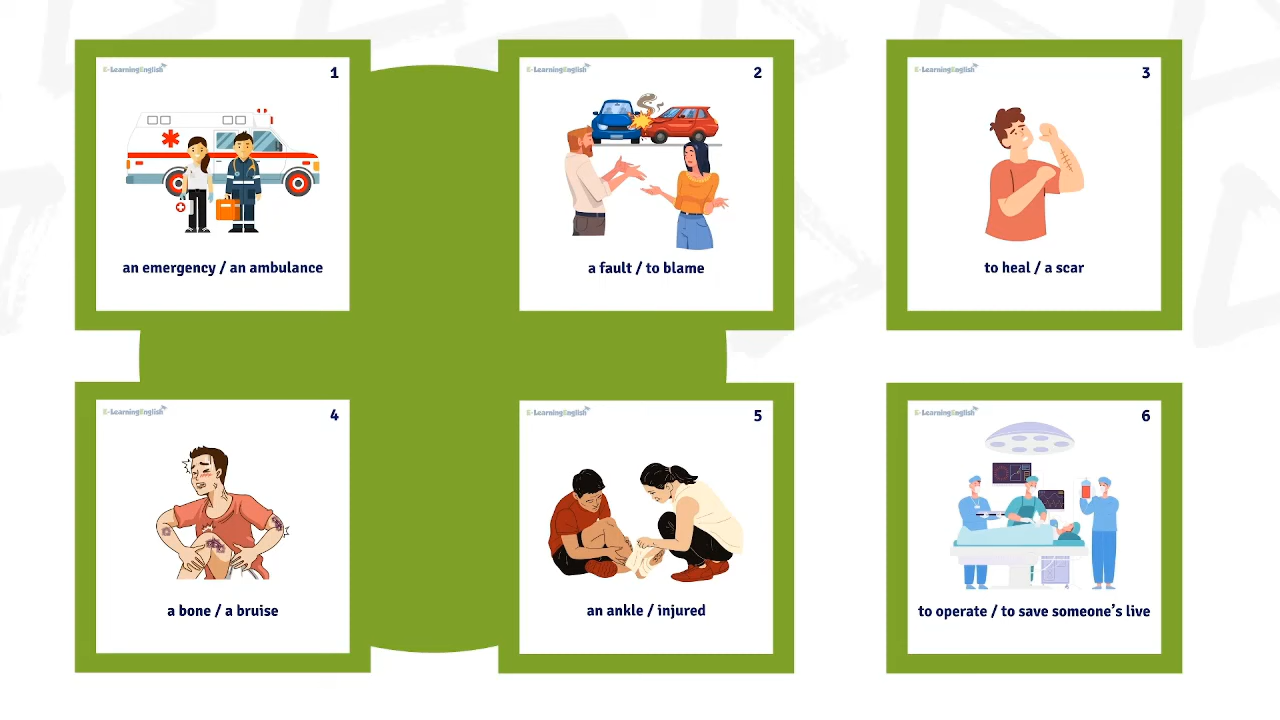 E-LearningEnglish
1
an emergency / an ambulance
E-LearningEnglish
2
a fault / to blame
E-LearningEnglish
3
to heal / a scar
E-LearningEnglish
4
a bone / a bruise
E-LearningEnglish
5
an ankle / injured
E-LearningEnglish
6
to operate / to save someone's live